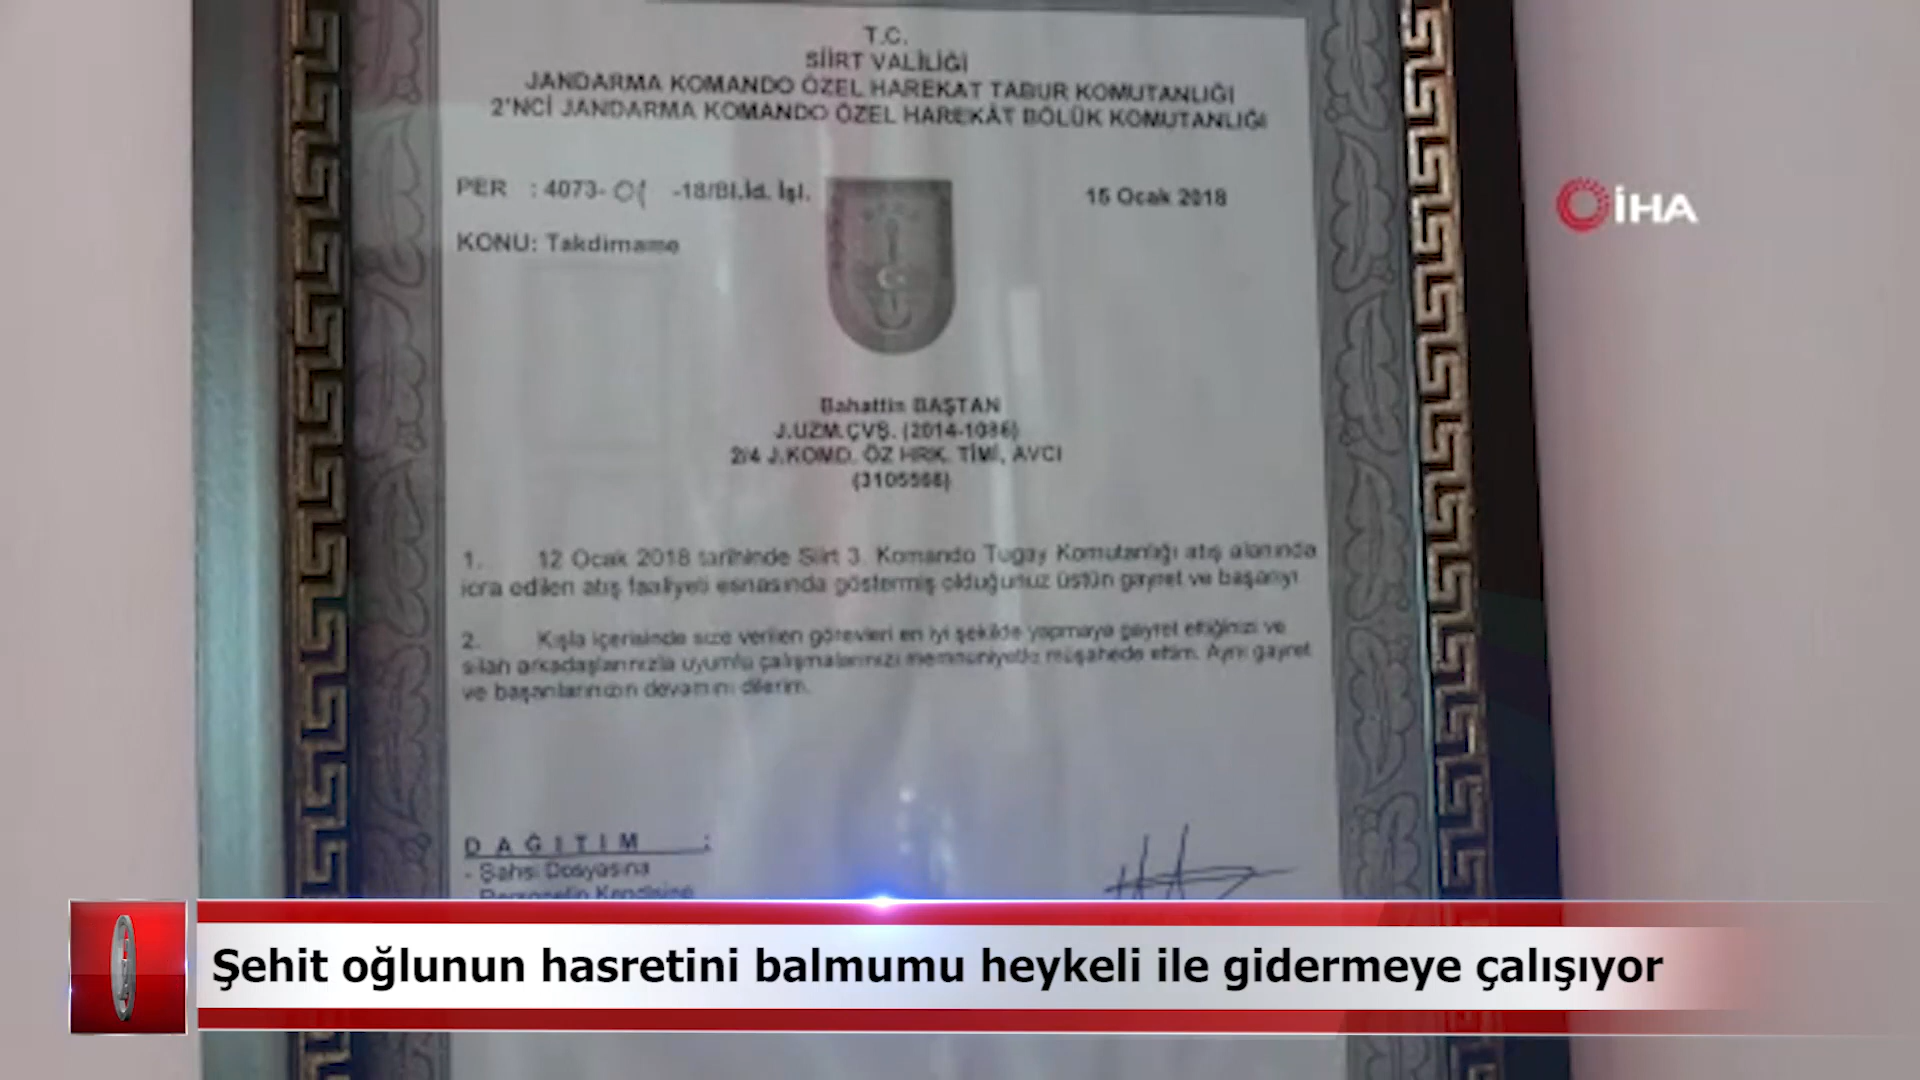 T.C.
SİİRT VALİLİĞİ
JANDARMA KOMANDO ÖZEL HAREKAT TABUR KOMUTANLIĞI
2'NCİ JANDARMA KOMANDO ÖZEL HAREKÂT BÖLÜK KOMUTANLIĞI
PER : 4073- 01 -18/Bl.İd. İşl. 15 Ocak 2018
KONU: Takdirname
İHA
Bahattin BAŞTAN
J.UZM.ÇVŞ. (2014-1086)
2/4 J.KOMD. ÖZ HRK. TİMİ, AVCI
1. 12 Ocak 2018 tarihinde Siirt 3. Komando Tugay Komutanlığı atış alanında
icra edilen atış faaliyeti esnasında göstermiş olduğunuz üstün gayret ve başarıyı
2. Kışla içerisinde size verilen görevleri en iyi şekilde yapmaya gayret ettiğinizi ve
silah arkadaşlarınızla uyumlu çalışmalarınızı memnuniyetle müşahede ettim. Aynı gayret
ve başarılarınızın devamını dilerim.
DAĞITIM :
- Şahsi Dosyasına
- Personelin Kendisine
Şehit oğlunun hasretini balmumu heykeli ile gidermeye çalışıyor